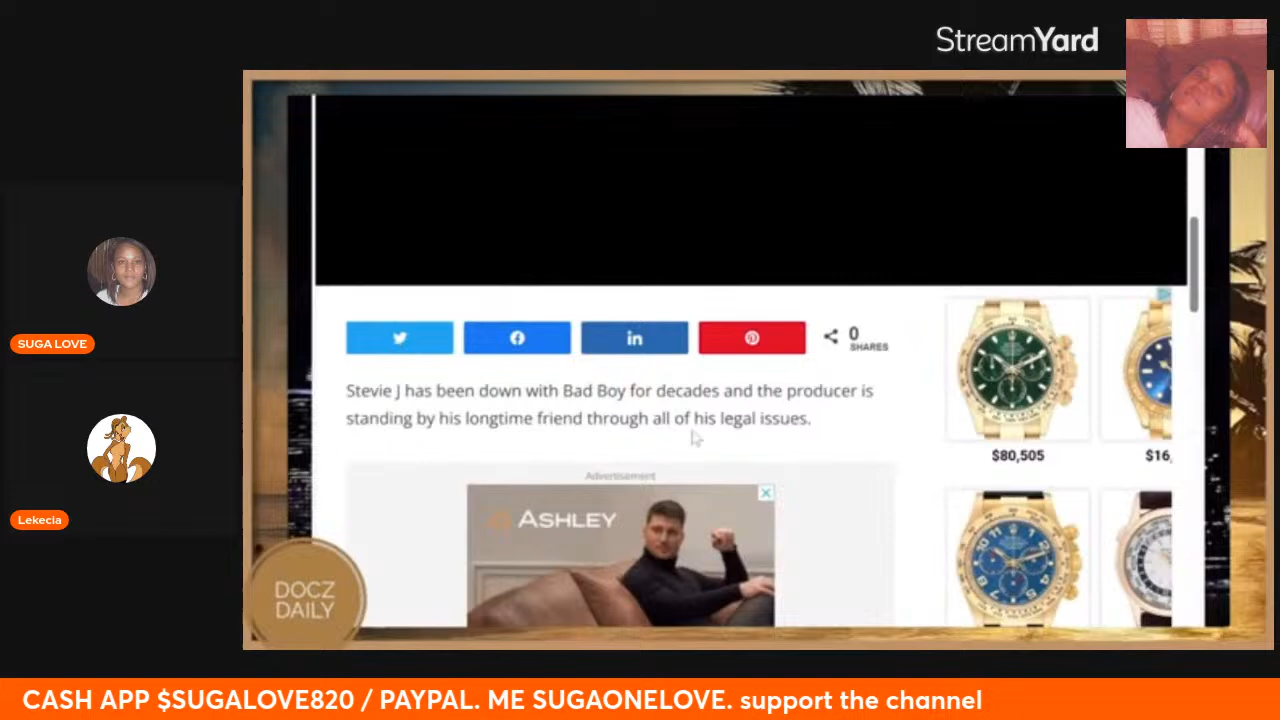 StreamYard
SUGA LOVE
Lekecia
0
SHARES
Stevie J has been down with Bad Boy for decades and the producer is
standing by his longtime friend through all of his legal issues.
Advertisement
ASHLEY
$80,505
$16,
DOCZ
DAILY
CASH APP $SUGALOVE820 / PAYPAL. ME SUGAONELOVE. support the channel